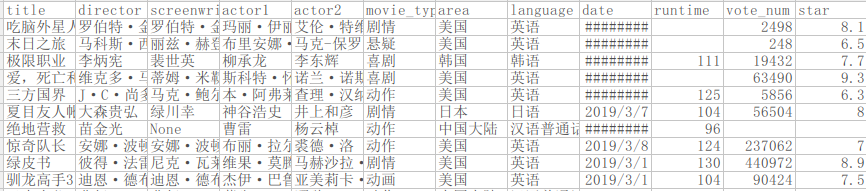 title director screenwri actor1 actor2 movie_typ area language date runtime vote_num star
吃脑外星人 罗伯特·金 罗伯特·金 玛丽·伊丽 艾伦·特维 剧情 美国 英语 ######## 2498 8.1
末日之旅 马科斯·西 丽兹·赫登 布里安娜· 马克-保罗 悬疑 美国 英语 ######## 248 6.5
极限职业 李炳宪 裴世英 柳承龙 李东辉 喜剧 韩国 韩语 ######## 111 19432 7.7
爱，死亡和 维克多·马 蒂姆·米勒 斯科特·怀 诺兰·诺斯 喜剧 美国 英语 ######## 63490 9.3
三方国界 J·C·尚多 马克·鲍尔 本·阿弗莱 查理·汉纳 动作 美国 英语 ######## 125 5856 6.3
夏目友人帐 大森贵弘 绿川幸 神谷浩史 井上和彦 剧情 日本 日语 2019/3/7 104 56504 8
绝地营救 苗金光 None 曹雷 杨云棹 动作 中国大陆 汉语普通话 ######## 96
惊奇队长 安娜·波顿 安娜·波顿 布丽·拉尔 裘德·洛 动作 美国 英语 2019/3/8 124 237062 7
绿皮书 彼得·法雷 尼克·瓦莱 维果·莫腾 马赫沙拉· 剧情 美国 英语 2019/3/1 130 440972 8.9
驯龙高手3 迪恩·德布 迪恩·德布 杰伊·巴鲁 亚美莉卡· 动画 美国 英语 2019/3/1 104 90424 7.5